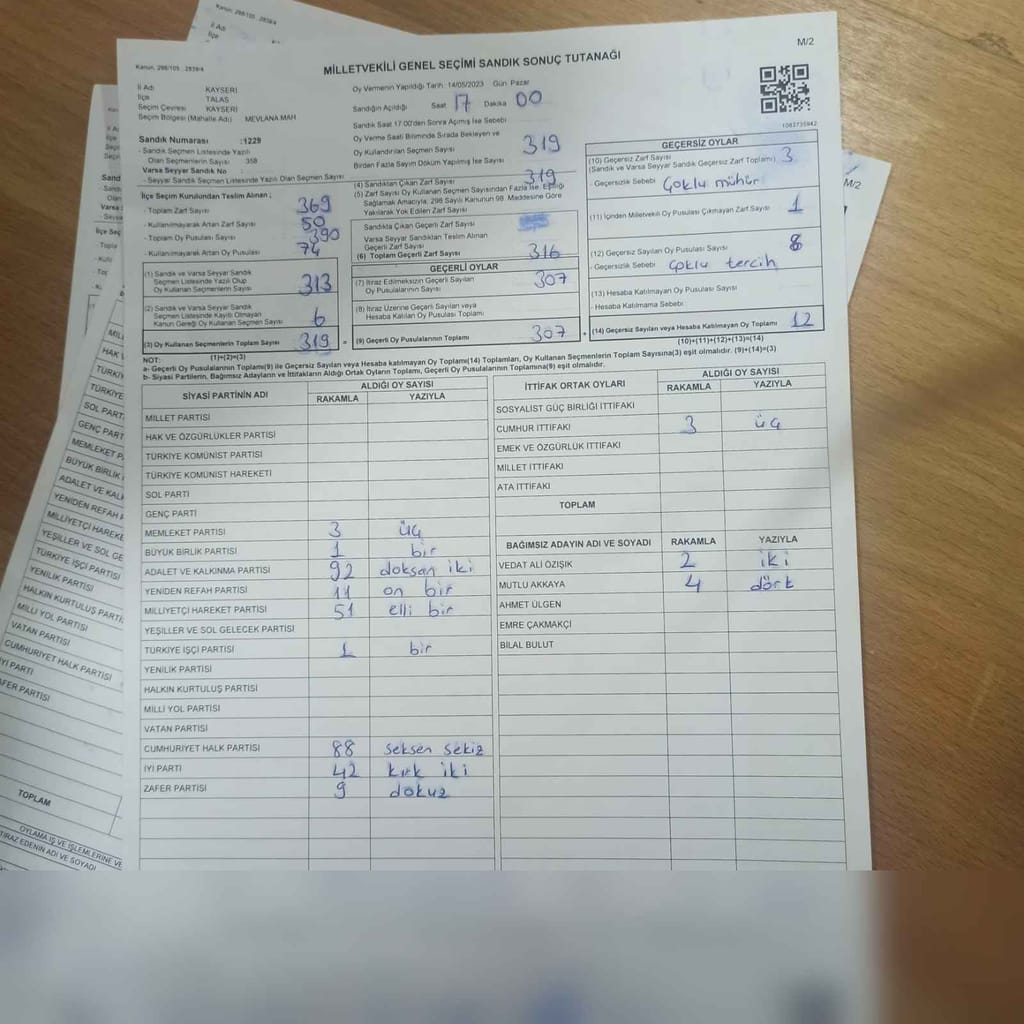 Kanun, 298/105 2839/4
M/2
MİLLETVEKİLİ GENEL SEÇİMİ SANDIK SONUÇ TUTANAĞI
İl Adı KAYSERİ
İlçe TALAS
Seçim Çevresi KAYSERİ
Seçim Bölgesi (Mahalle Adı) MEVLANA MAH
Sandık Numarası :1229
- Sandık Seçmen Listesinde Yazılı
Olan Seçmenlerin Sayısı 358
Varsa Seyyar Sandık No :
- Seyyar Sandık Seçmen Listesinde Yazılı Olan Seçmen Sayısı
Oy Vermenin Yapıldığı Tarih : 14/05/2023 Gün Pazar
Sandığın Açıldığı Saat 17 Dakika 00
Sandık Saat 17.00'den Sonra Açılmış İse Sebebi
Oy Verme Saati Bitiminde Sırada Bekleyen ve
Oy Kullandırılan Seçmen Sayısı 319
Birden Fazla Seyim Döküm Yapılmış İse Sayısı
1083735942
İlçe Seçim Kurulundan Teslim Alınan ;
- Toplam Zarf Sayısı 369
- Kullanılmayarak Artan Zarf Sayısı 50
- Toplam Oy Pusulası Sayısı 390
- Kullanılmayarak Artan Oy Pusulası 74
(1) Sandık ve Varsa Seyyar Sandık
Seçmen Listesinde Yazılı Olup
Oy Kullanan Seçmenlerin Sayısı 313
(2) Sandık ve Varsa Seyyar Sandık
Seçmen Listesinde Kayıtlı Olmayan
Kanun Gereği Oy Kullanan Seçmen Sayısı 6
(3) Oy Kullanan Seçmenlerin Toplam Sayısı 319
(1)+(2)=(3)
(4) Sandıktan Çıkan Zarf Sayısı 319
(5) Zarf Sayısı Oy Kullanan Seçmen Sayısından Fazla İse, Eşitliği
Sağlamak Amacıyla, 298 Sayılı Kanunun 98. Maddesine Göre
Yakılarak Yok Edilen Zarf Sayısı
Sandıkta Çıkan Geçerli Zarf Sayısı
Varsa Seyyar Sandıktan Teslim Alınan
Geçerli Zarf Sayısı
(6) Toplam Geçerli Zarf Sayısı 316
GEÇERLİ OYLAR
(7) İtiraz Edilmeksizin Geçerli Sayılan
Oy Pusulalarının Sayısı 307
(8) İtiraz Üzerine Geçerli Sayılan veya
Hesaba Katılan Oy Pusulası Toplamı
= (9) Geçerli Oy Pusulalarının Toplamı 307
GEÇERSİZ OYLAR
(10) Geçersiz Zarf Sayısı 3
(Sandık ve Varsa Seyyar Sandık Geçersiz Zarf Toplamı)
- Geçersizlik Sebebi Çoklu mühür
(11) İçinden Milletvekili Oy Pusulası Çıkmayan Zarf Sayısı 1
(12) Geçersiz Sayılan Oy Pusulası Sayısı 8
- Geçersizlik Sebebi Çoklu tercih
(13) Hesaba Katılmayan Oy Pusulası Sayısı
- Hesaba Katılmama Sebebi
+ (14) Geçersiz Sayılan veya Hesaba Katılmayan Oy Toplamı 12
(10)+(11)+(12)+(13)=(14)
NOT:
a- Geçerli Oy Pusulalarının Toplamı(9) ile Geçersiz Sayılan veya Hesaba katılmayan Oy Toplamı(14) Toplamları, Oy Kullanan Seçmenlerin Toplam Sayısına(3) eşit olmalıdır. (9)+(14)=(3)
b- Siyasi Partilerin, Bağımsız Adayların ve İttifakların Aldığı Ortak Oyların Toplamı, Geçerli Oy Pusulalarının Toplamına(9) eşit olmalıdır.
SİYASİ PARTİNİN ADI ALDIĞI OY SAYISI
RAKAMLA YAZIYLA
MİLLET PARTİSİ
HAK VE ÖZGÜRLÜKLER PARTİSİ
TÜRKİYE KOMÜNİST PARTİSİ
TÜRKİYE KOMÜNİST HAREKETİ
SOL PARTİ
GENÇ PARTİ
MEMLEKET PARTİSİ 3 üç
BÜYÜK BİRLİK PARTİSİ 1 bir
ADALET VE KALKINMA PARTİSİ 92 doksan iki
YENİDEN REFAH PARTİSİ 11 on bir
MİLLİYETÇİ HAREKET PARTİSİ 51 elli bir
YEŞİLLER VE SOL GELECEK PARTİSİ
TÜRKİYE İŞÇİ PARTİSİ 1 bir
YENİLİK PARTİSİ
HALKIN KURTULUŞ PARTİSİ
MİLLİ YOL PARTİSİ
VATAN PARTİSİ
CUMHURİYET HALK PARTİSİ 88 seksen sekiz
İYİ PARTİ 42 kırk iki
ZAFER PARTİSİ 9 dokuz
İTTİFAK ORTAK OYLARI ALDIĞI OY SAYISI
RAKAMLA YAZIYLA
SOSYALİST GÜÇ BİRLİĞİ İTTİFAKI
CUMHUR İTTİFAKI 3 üç
EMEK VE ÖZGÜRLÜK İTTİFAKI
MİLLET İTTİFAKI
ATA İTTİFAKI
TOPLAM
BAĞIMSIZ ADAYIN ADI VE SOYADI RAKAMLA YAZIYLA
VEDAT ALİ ÖZIŞIK 2 iki
MUTLU AKKAYA 4 dört
AHMET ÜLGEN
EMRE ÇAKMAKÇİ
BİLAL BULUT
M/2
TOPLAM